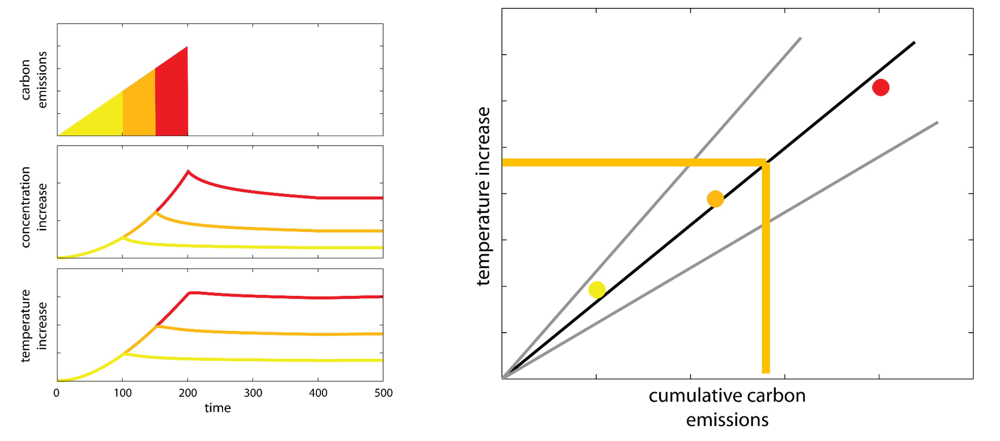 carbon
emissions
concentration
increase
temperature
increase
0 100 200 300 400 500
time
temperature increase
cumulative carbon
emissions